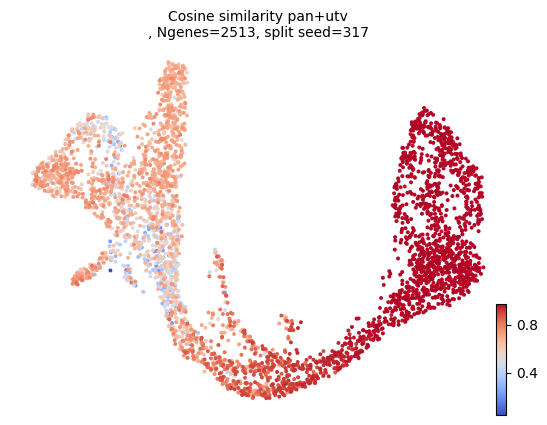 Cosine similarity pan+utv
, Ngenes=2513, split seed=317
0.8
0.4